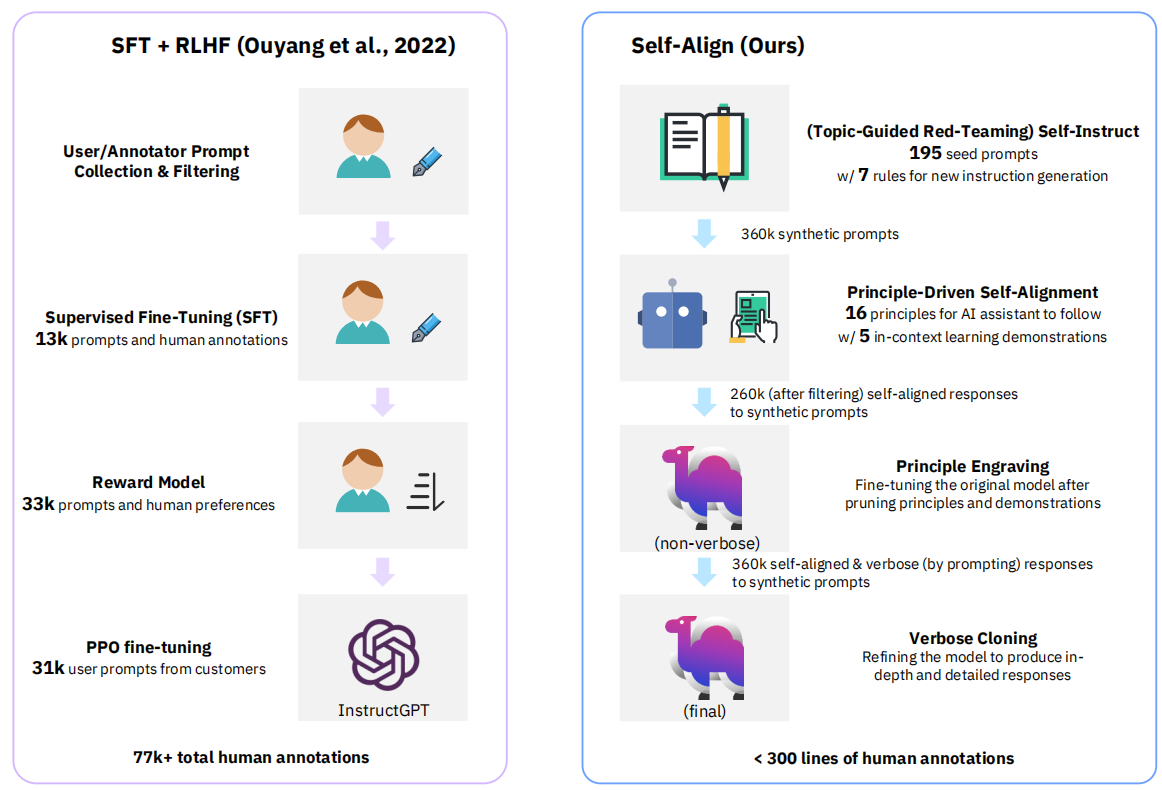 SFT + RLHF (Ouyang et al., 2022)
User/Annotator Prompt
Collection & Filtering
Supervised Fine-Tuning (SFT)
13k prompts and human annotations
Reward Model
33k prompts and human preferences
PPO fine-tuning
31k user prompts from customers
InstructGPT
77k+ total human annotations
Self-Align (Ours)
(Topic-Guided Red-Teaming) Self-Instruct
195 seed prompts
w/ 7 rules for new instruction generation
360k synthetic prompts
Principle-Driven Self-Alignment
16 principles for AI assistant to follow
w/ 5 in-context learning demonstrations
260k (after filtering) self-aligned responses
to synthetic prompts
Principle Engraving
Fine-tuning the original model after
pruning principles and demonstrations
(non-verbose)
360k self-aligned & verbose (by prompting) responses
to synthetic prompts
Verbose Cloning
Refining the model to produce in-
depth and detailed responses
(final)
< 300 lines of human annotations